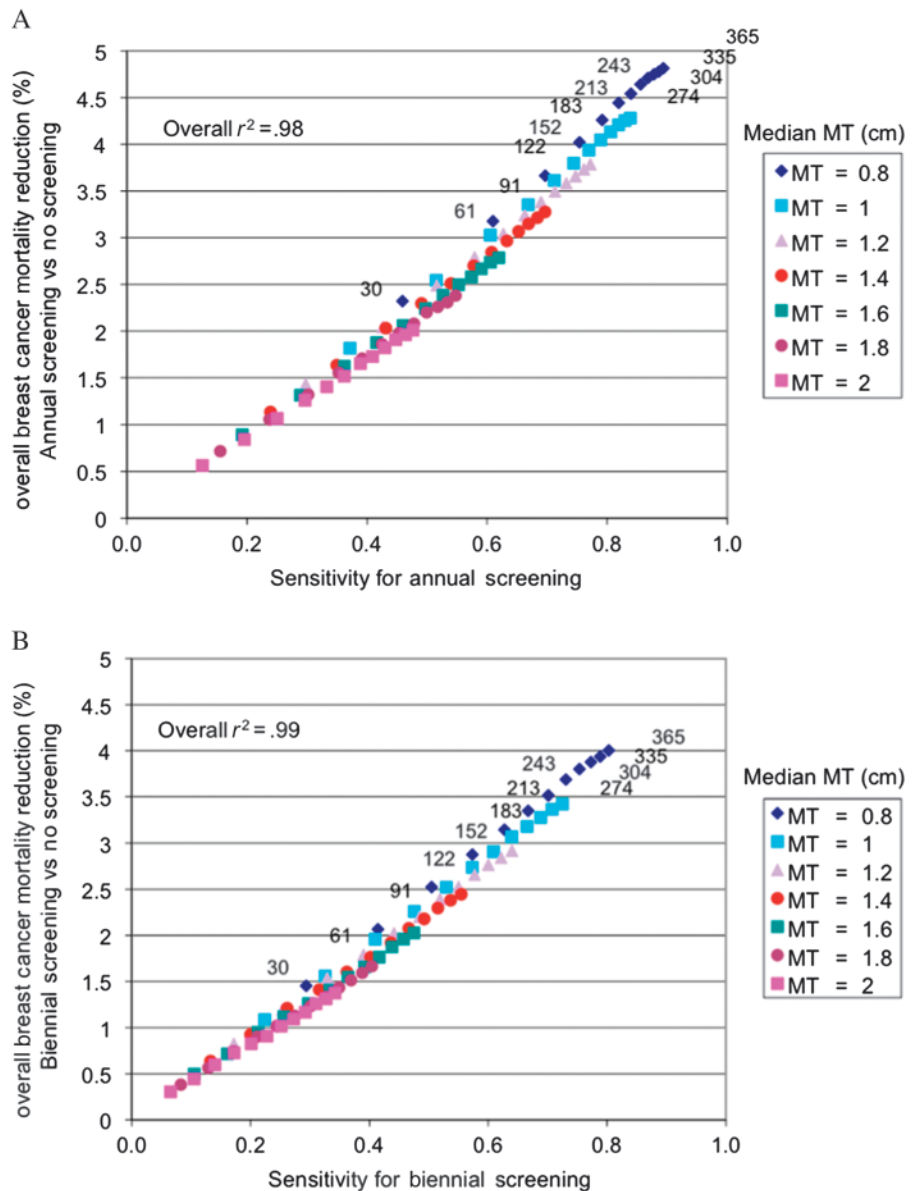 A
overall breast cancer mortality reduction (%)
Annual screening vs no screening
5
4.5
4
3.5
3
2.5
2
1.5
1
0.5
0
Overall r² =.98
30
61
91
122
152
183
213
243
274
304
335
365
0.0
0.2
0.4
0.6
0.8
1.0
Sensitivity for annual screening
Median MT (cm)
MT = 0.8
MT = 1
MT = 1.2
MT = 1.4
MT = 1.6
MT = 1.8
MT = 2
B
overall breast cancer mortality reduction (%)
Biennial screening vs no screening
5
4.5
4
3.5
3
2.5
2
1.5
1
0.5
0
Overall r² =.99
30
61
91
122
152
183
213
243
274
304
335
365
0.0
0.2
0.4
0.6
0.8
1.0
Sensitivity for biennial screening
Median MT (cm)
MT = 0.8
MT = 1
MT = 1.2
MT = 1.4
MT = 1.6
MT = 1.8
MT = 2